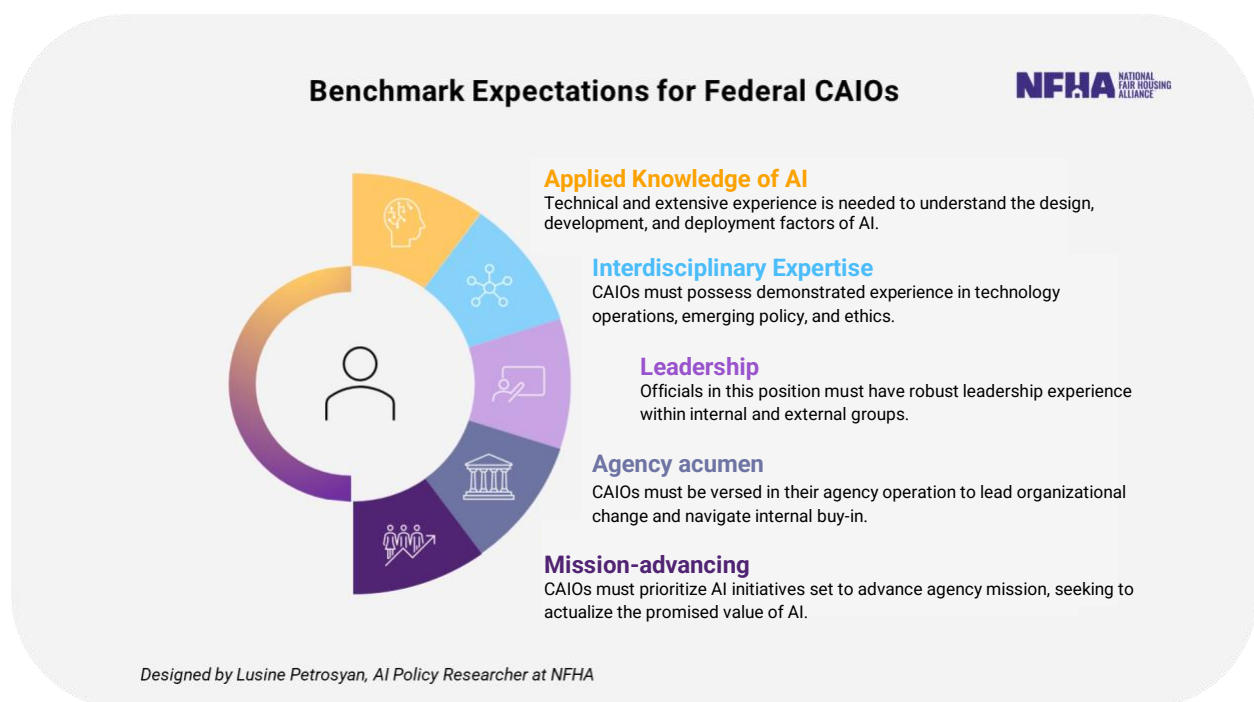 Benchmark Expectations for Federal CAIOs
NFHA NATIONAL
FAIR HOUSING
ALLIANCE
Applied Knowledge of AI
Technical and extensive experience is needed to understand the design,
development, and deployment factors of AI.
Interdisciplinary Expertise
CAIOs must possess demonstrated experience in technology
operations, emerging policy, and ethics.
Leadership
Officials in this position must have robust leadership experience
within internal and external groups.
Agency acumen
CAIOs must be versed in their agency operation to lead organizational
change and navigate internal buy-in.
Mission-advancing
CAIOs must prioritize AI initiatives set to advance agency mission, seeking to
actualize the promised value of AI.
Designed by Lusine Petrosyan, AI Policy Researcher at NFHA